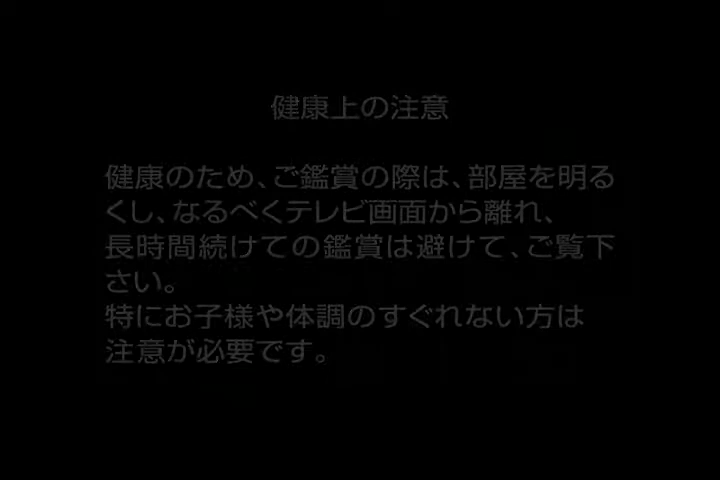 健康上の注意
健康のため、ご鑑賞の際は、部屋を明る
くし、なるべくテレビ画面から離れ、
長時間続けての鑑賞は避けて、ご覧下
さい。
特にお子様や体調のすぐれない方は
注意が必要です。